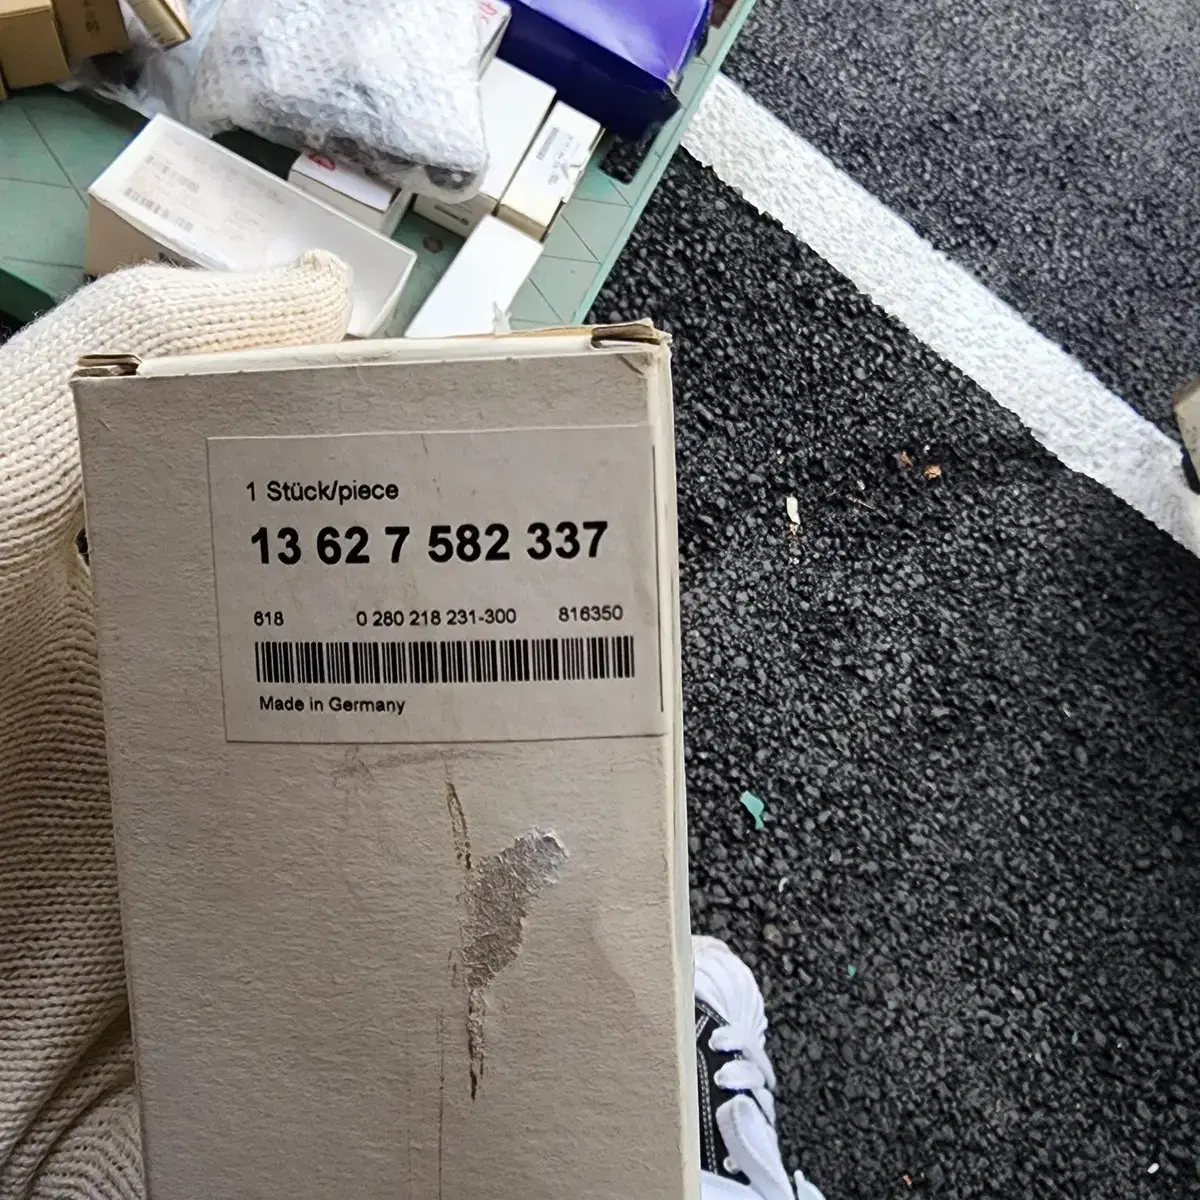 1 Stück/piece
13 62 7 582 337
618 0 280 218 231-300 816350
Made in Germany